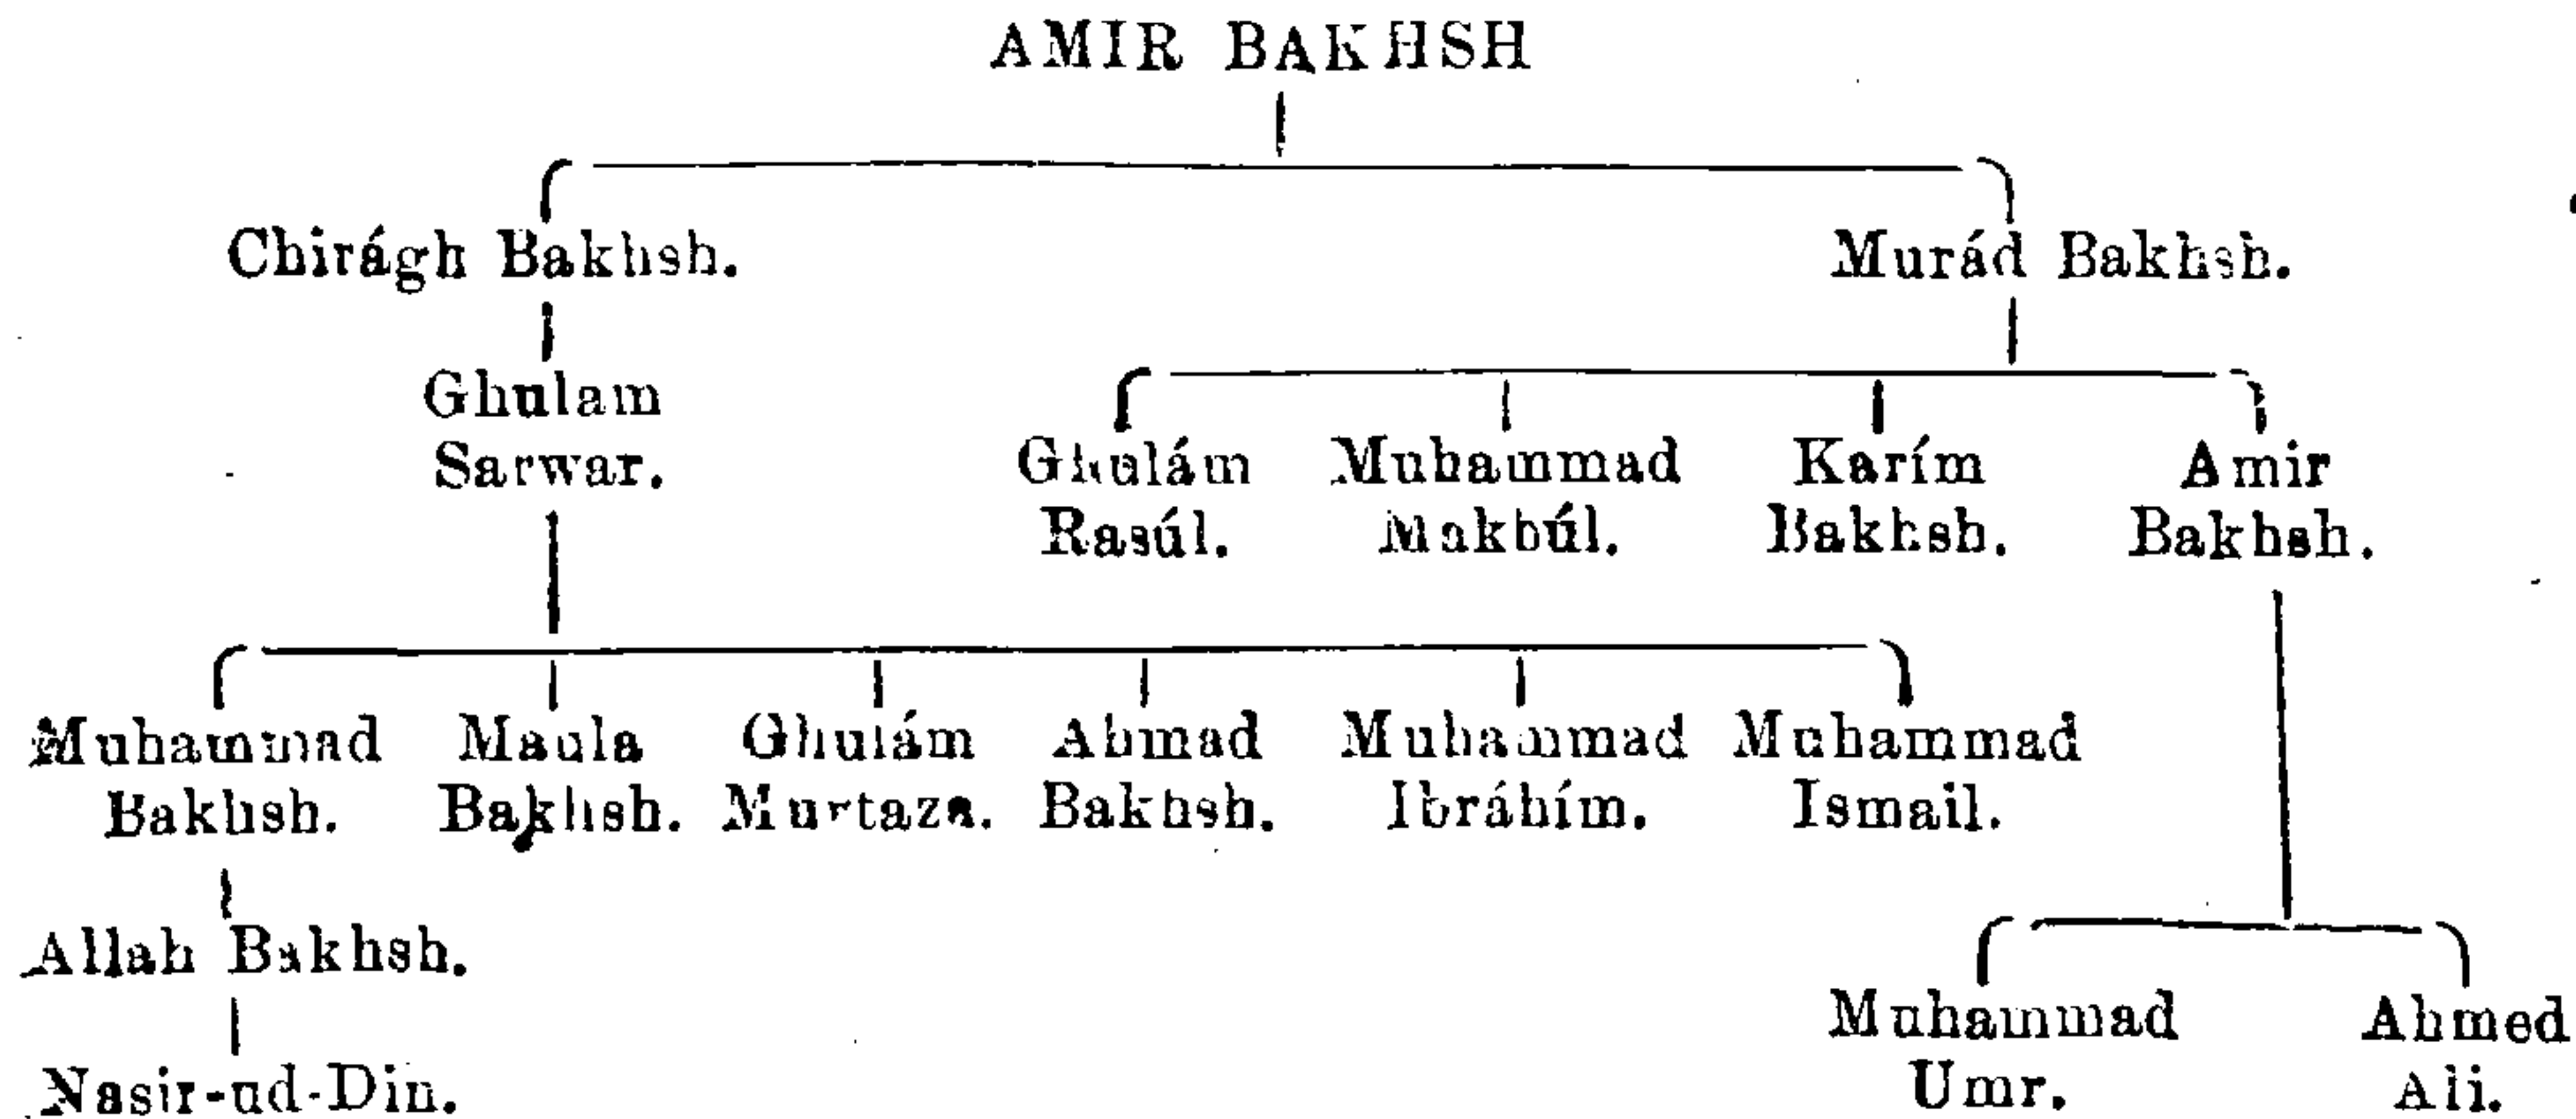 AMIR BAKHSH
Chirágh Bakhsh. Murád Bakhsh.
Ghulam
Sarwar.
Ghulám Muhammad Karím Amir
Rasúl. Makbúl. Bakhsh. Bakhsh.
Muhammad Maula Ghulám Ahmad Muhammad Muhammad
Bakhsh. Bakhsh. Murtaza. Bakhsh. Ibráhím. Ismail.
Allah Bakhsh.
Muhammad Ahmed
Nasir-ud-Din. Umr. Ali.